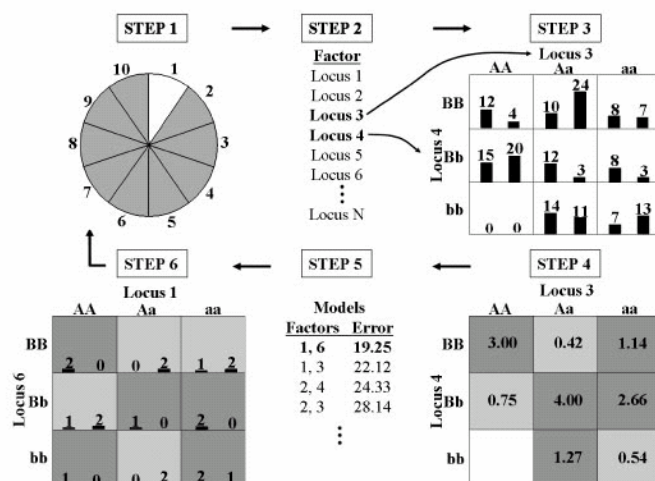 STEP 1
STEP 2
STEP 3
10
1
2
3
4
5
6
7
8
9
Factor
Locus 1
Locus 2
Locus 3
Locus 4
Locus 5
Locus 6
Locus N
Locus 3
AA Aa aa
Locus 4
BB
12 4 10 24 8 7
Bb
15 20 12 3 8 3
bb
0 0 14 11 7 13
STEP 6
STEP 5
STEP 4
Locus 1
AA Aa aa
Locus 6
BB
2 0 0 2 1 2
Bb
1 2 1 0 2 0
bb
1 0 0 2 2 1
Models
Factors Error
1, 6 19.25
1, 3 22.12
2, 4 24.33
2, 3 28.14
Locus 3
AA Aa aa
Locus 4
BB 3.00 0.42 1.14
Bb 0.75 4.00 2.66
bb 1.27 0.54